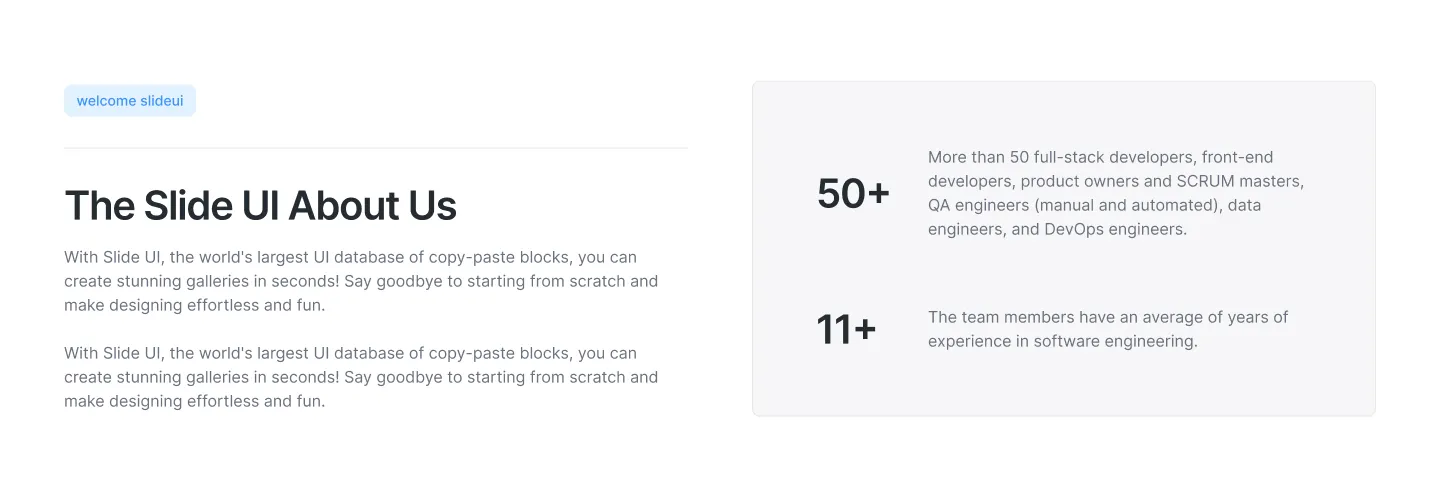 welcome slideui
The Slide UI About Us
With Slide UI, the world's largest UI database of copy-paste blocks, you can
create stunning galleries in seconds! Say goodbye to starting from scratch and
make designing effortless and fun.
With Slide UI, the world's largest UI database of copy-paste blocks, you can
create stunning galleries in seconds! Say goodbye to starting from scratch and
make designing effortless and fun.
50+
More than 50 full-stack developers, front-end
developers, product owners and SCRUM masters,
QA engineers (manual and automated), data
engineers, and DevOps engineers.
11+
The team members have an average of years of
experience in software engineering.